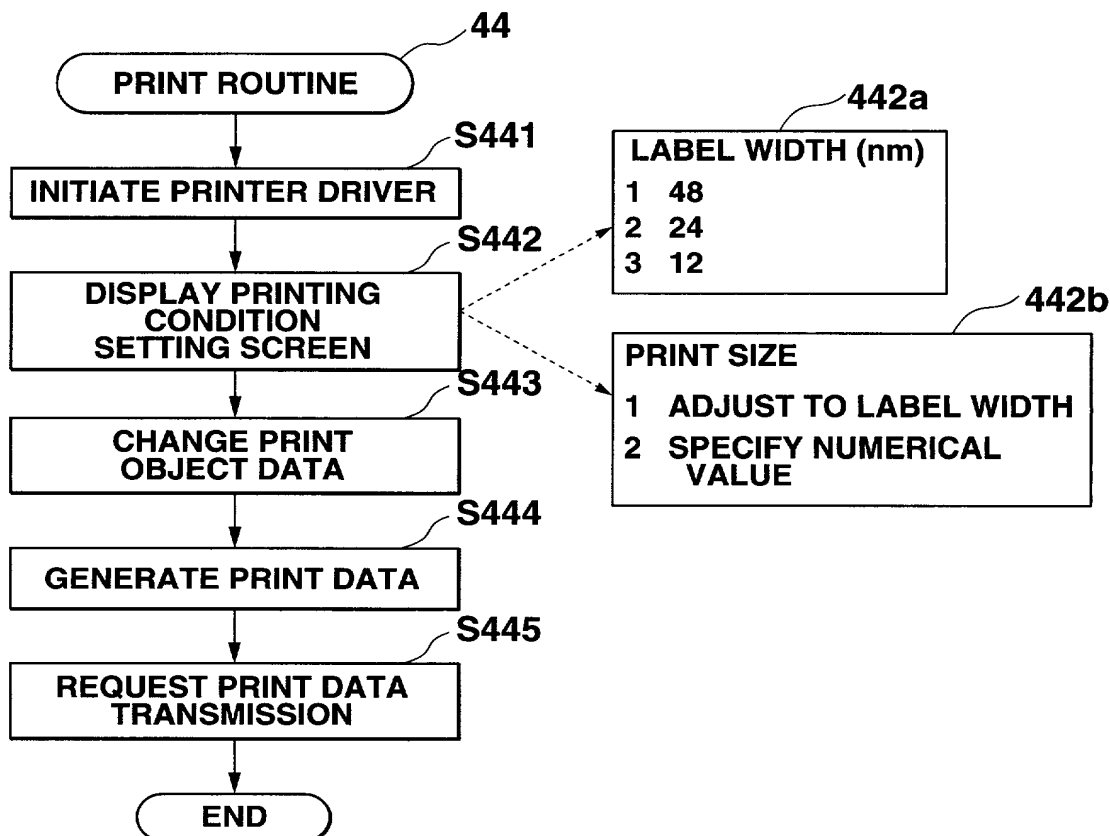 44
PRINT ROUTINE
S441
INITIATE PRINTER DRIVER
S442
DISPLAY PRINTING
CONDITION
SETTING SCREEN
S443
CHANGE PRINT
OBJECT DATA
S444
GENERATE PRINT DATA
S445
REQUEST PRINT DATA
TRANSMISSION
END
442a
LABEL WIDTH (nm)
1 48
2 24
3 12
442b
PRINT SIZE
1 ADJUST TO LABEL WIDTH
2 SPECIFY NUMERICAL
VALUE